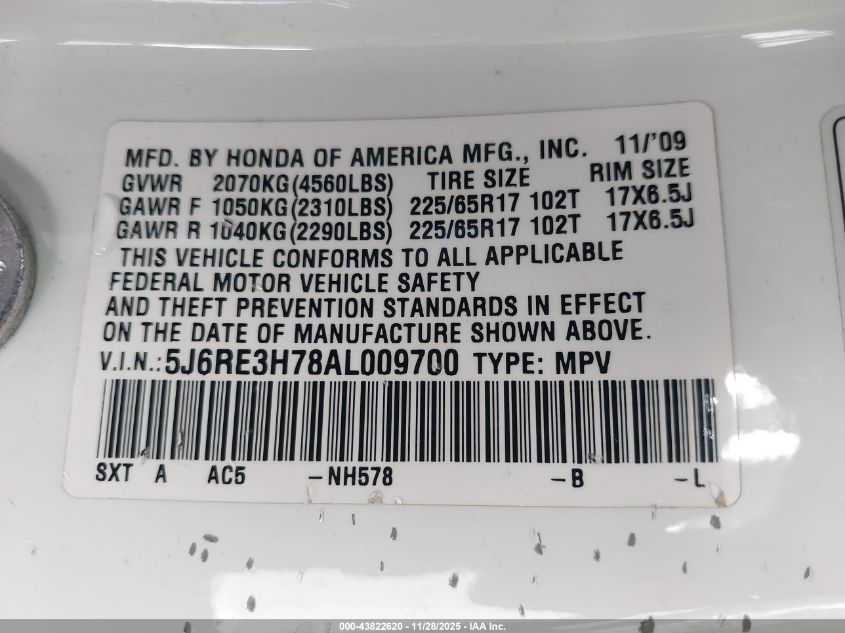 MFD. BY HONDA OF AMERICA MFG., INC. 11/'09
GVWR 2070KG(4560LBS) TIRE SIZE RIM SIZE
GAWR F 1050KG(2310LBS) 225/65R17 102T 17X6.5J
GAWR R 1040KG(2290LBS) 225/65R17 102T 17X6.5J
THIS VEHICLE CONFORMS TO ALL APPLICABLE
FEDERAL MOTOR VEHICLE SAFETY
AND THEFT PREVENTION STANDARDS IN EFFECT
ON THE DATE OF MANUFACTURE SHOWN ABOVE.
V.I.N.: 5J6RE3H78AL009700 TYPE: MPV
SXT A AC5 -NH578 -B -L
000-43822620 - 11/28/2025 - IAA Inc.